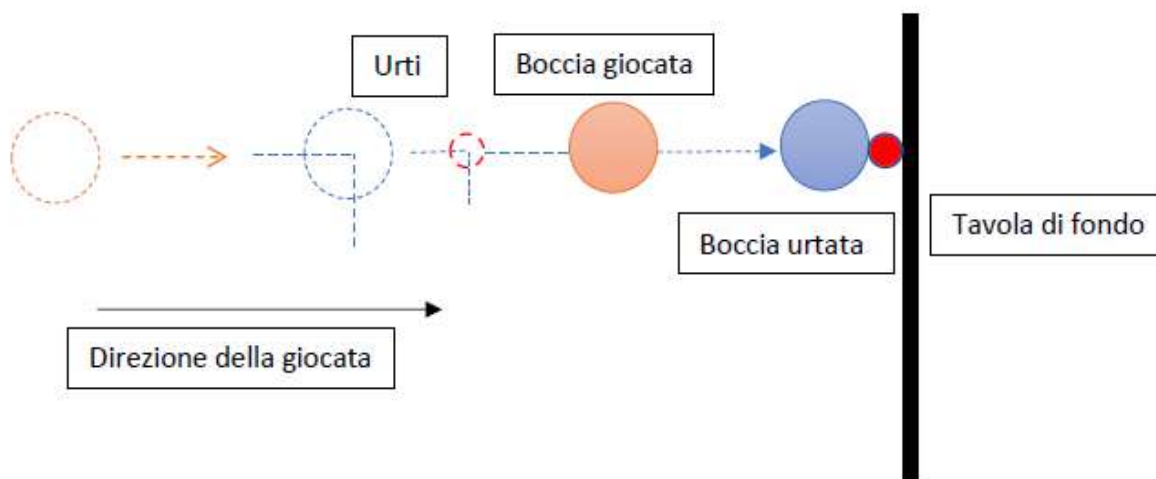 Urti
Boccia giocata
Tavola di fondo
Boccia urtata
Direzione della giocata